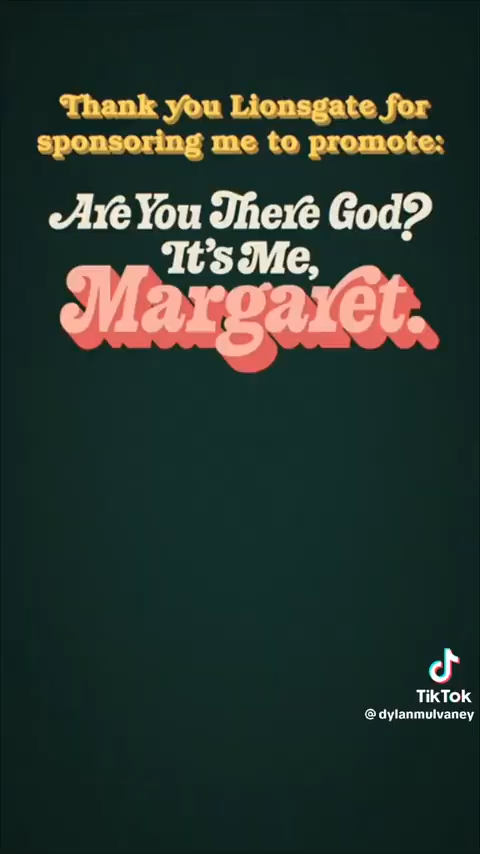 Thank you Lionsgate for
sponsoring me to promote:
Are You There God?
It's Me,
Margaret.
TikTok
@dylanmulvaney